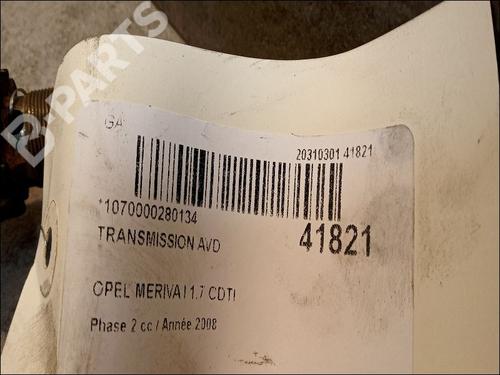 B-PARTS
GA
20310301 41821
*1070000280134
TRANSMISSION AVD
41821
OPEL MERIVA I 1.7 CDTI
Phase 2 cc / Année 2008